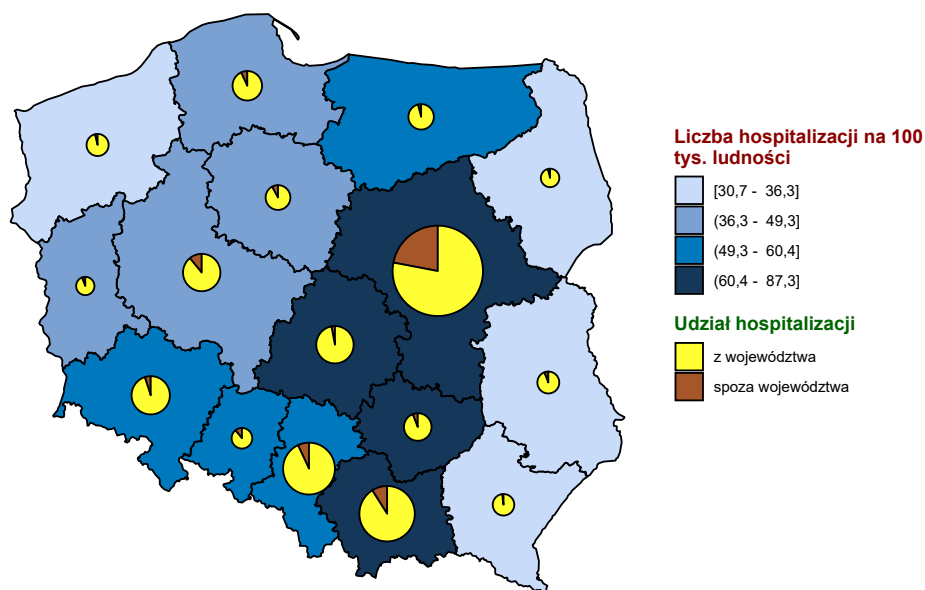 Liczba hospitalizacji na 100
tys. ludności
[30,7 - 36,3]
(36,3 - 49,3]
(49,3 - 60,4]
(60,4 - 87,3]
Udział hospitalizacji
z województwa
spoza województwa